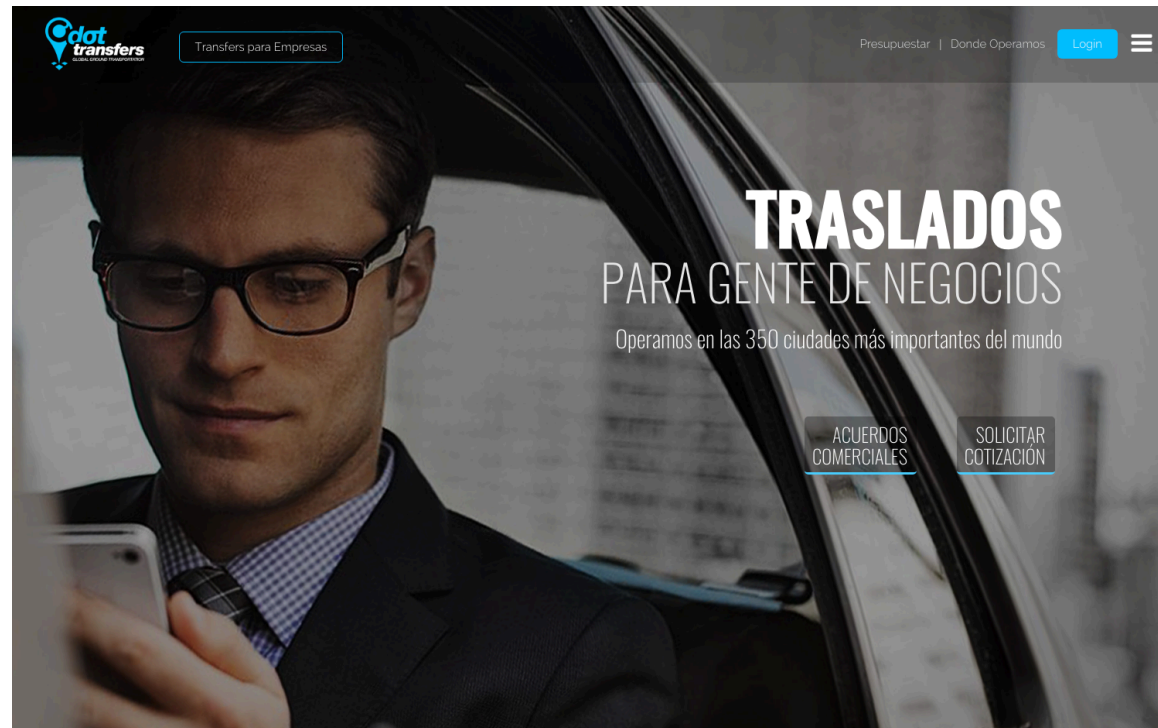 dot
transfers
GLOBAL GROUND TRANSPORTATION
Transfers para Empresas
Presupuestar | Donde Operamos
Login
TRASLADOS
PARA GENTE DE NEGOCIOS
Operamos en las 350 ciudades más importantes del mundo
ACUERDOS
COMERCIALES
SOLICITAR
COTIZACIÓN